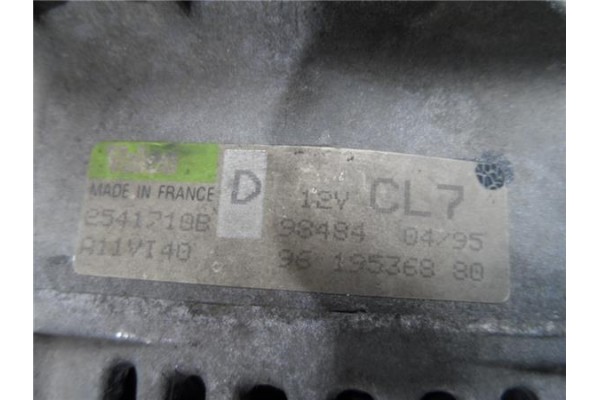 MADE IN FRANCE D 12V CL7
2541710B 98484 04/95
A11VI40 96 195368 80